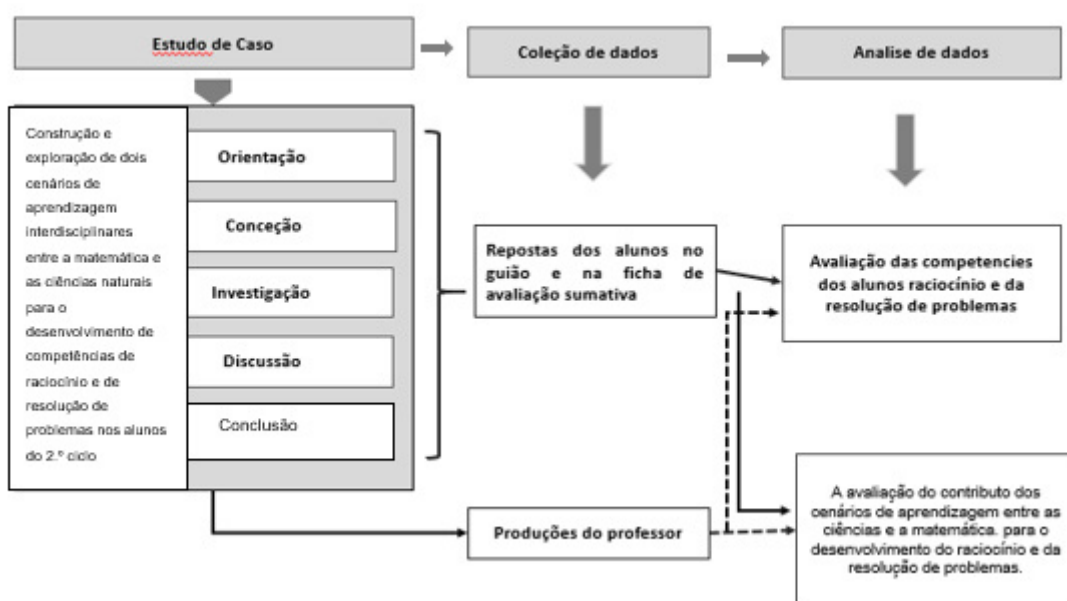 Estudo de Caso
Coleção de dados
Analise de dados
Construção e
exploração de dois
cenários de
aprendizagem
interdisciplinares
entre a matemática e
as ciências naturais
para o
desenvolvimento de
competências de
raciocínio e de
resolução de
problemas nos alunos
do 2.º ciclo
Orientação
Conceção
Investigação
Discussão
Conclusão
Repostas dos alunos no
guião e na ficha de
avaliação sumativa
Produções do professor
Avaliação das competencies
dos alunos raciocínio e da
resolução de problemas
A avaliação do contributo dos
cenários de aprendizagem entre as
ciências e a matemática. para o
desenvolvimento do raciocínio e da
resolução de problemas.